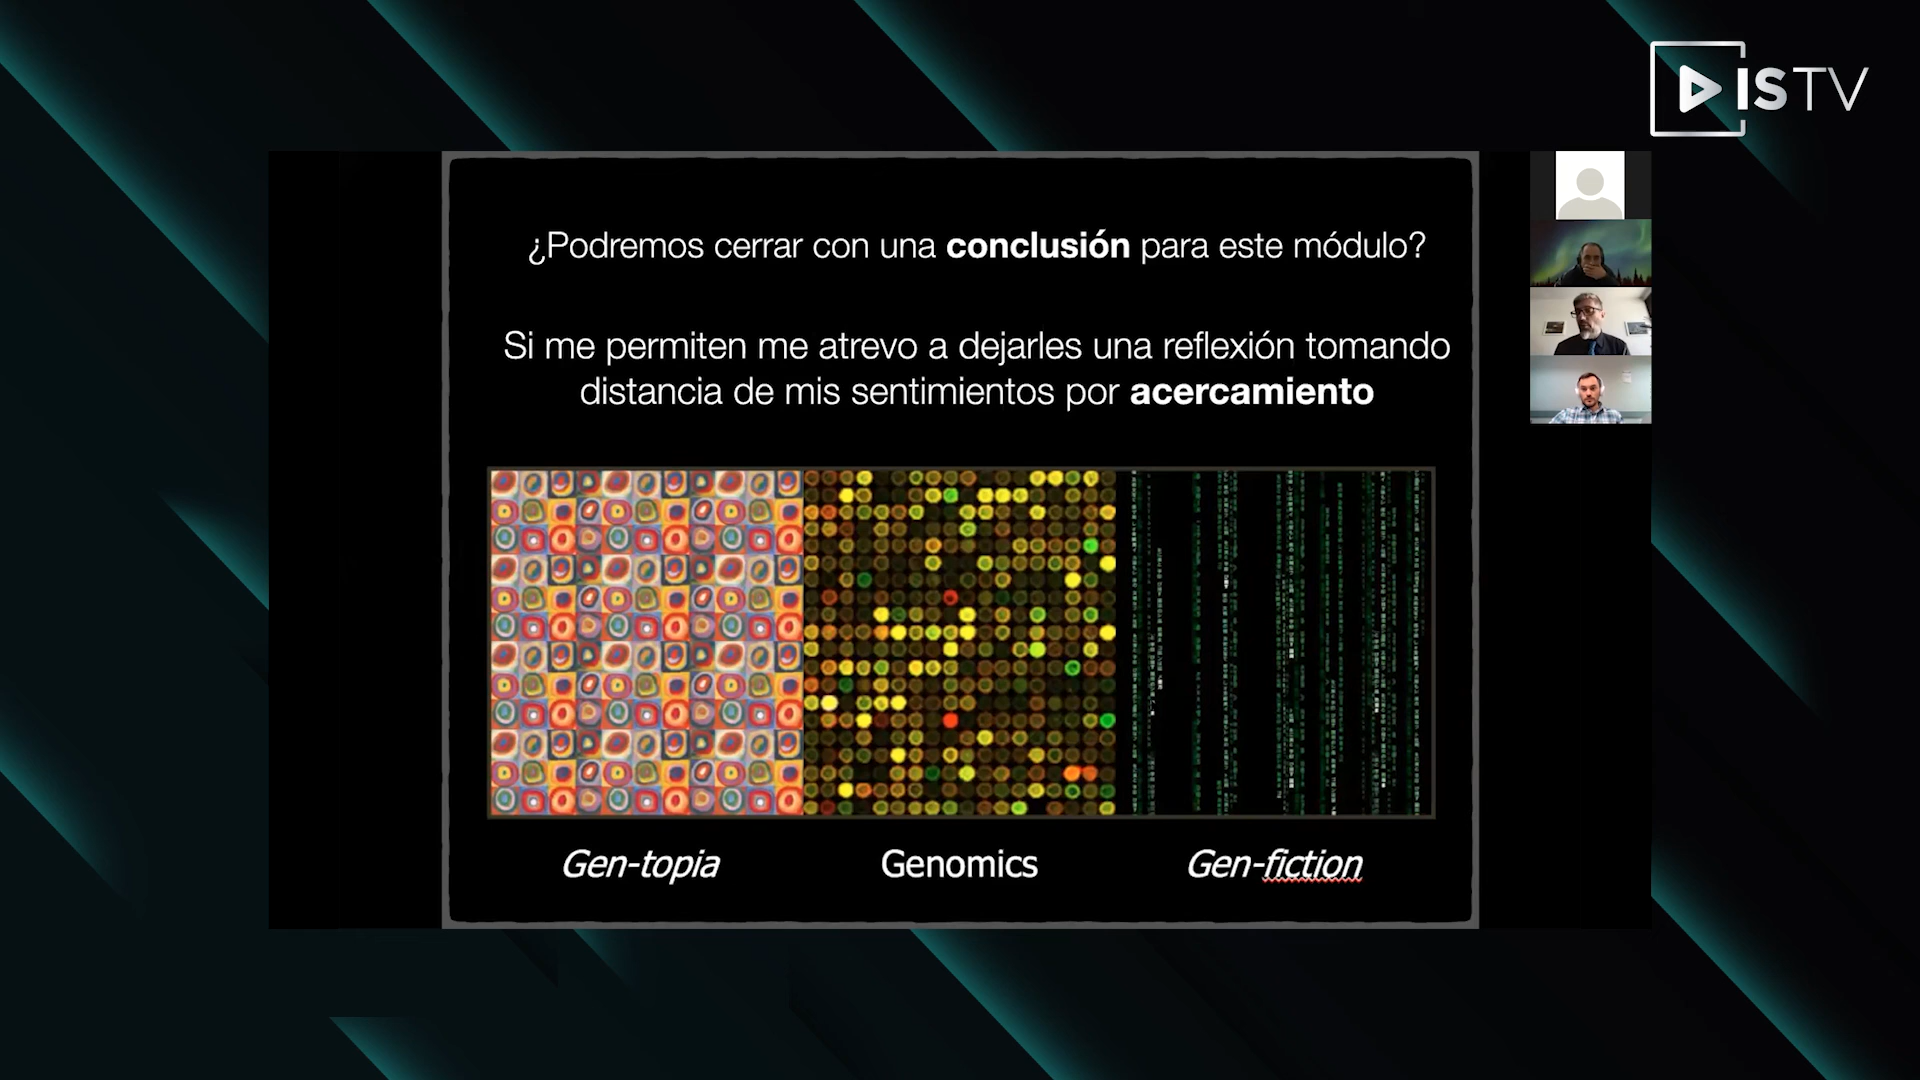 ISTV
¿Podremos cerrar con una conclusión para este módulo?
Si me permiten me atrevo a dejarles una reflexión tomando
distancia de mis sentimientos por acercamiento
Gen-topia
Genomics
Gen-fiction